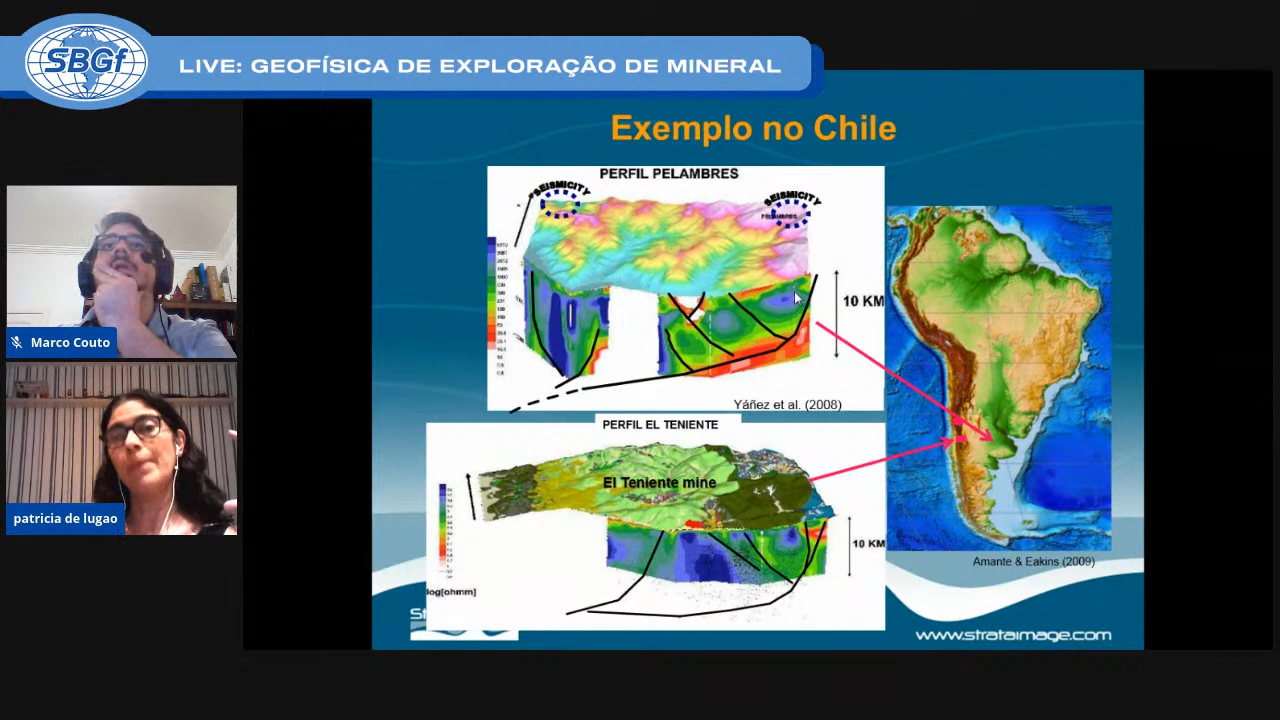 SBGf
LIVE: GEOFÍSICA DE EXPLORAÇÃO DE MINERAL
Exemplo no Chile
PERFIL PELAMBRES
SEISMICITY
SEISMICITY
PELAMBRES
10 KM
Yáñez et al. (2008)
PERFIL EL TENIENTE
El Teniente mine
10 KM
log[ohmm]
Amante & Eakins (2009)
St
www.strataimage.com
Marco Couto
patricia de lugao